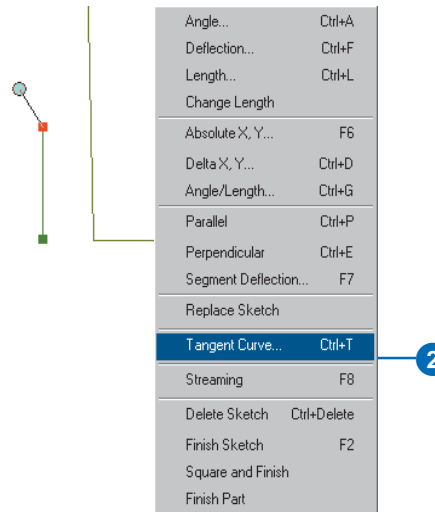 Angle... Ctrl+A
Deflection... Ctrl+F
Length... Ctrl+L
Change Length
Absolute X, Y... F6
Delta X, Y... Ctrl+D
Angle/Length... Ctrl+G
Parallel Ctrl+P
Perpendicular Ctrl+E
Segment Deflection... F7
Replace Sketch
Tangent Curve... Ctrl+T
2
Streaming F8
Delete Sketch Ctrl+Delete
Finish Sketch F2
Square and Finish
Finish Part